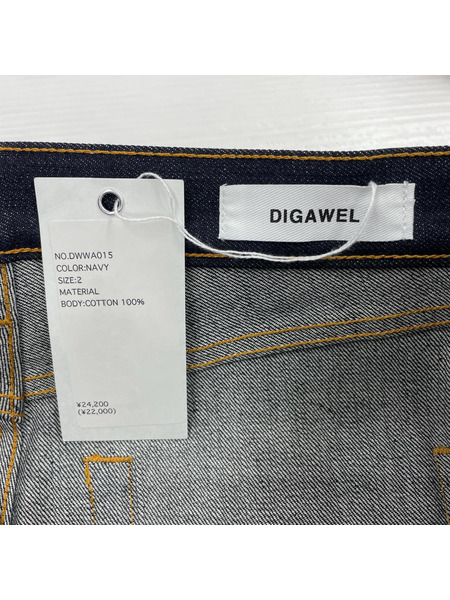 DIGAWEL
NO.DWWA015
COLOR:NAVY
SIZE:2
MATERIAL
BODY:COTTON 100%
¥24,200
(¥22,000)